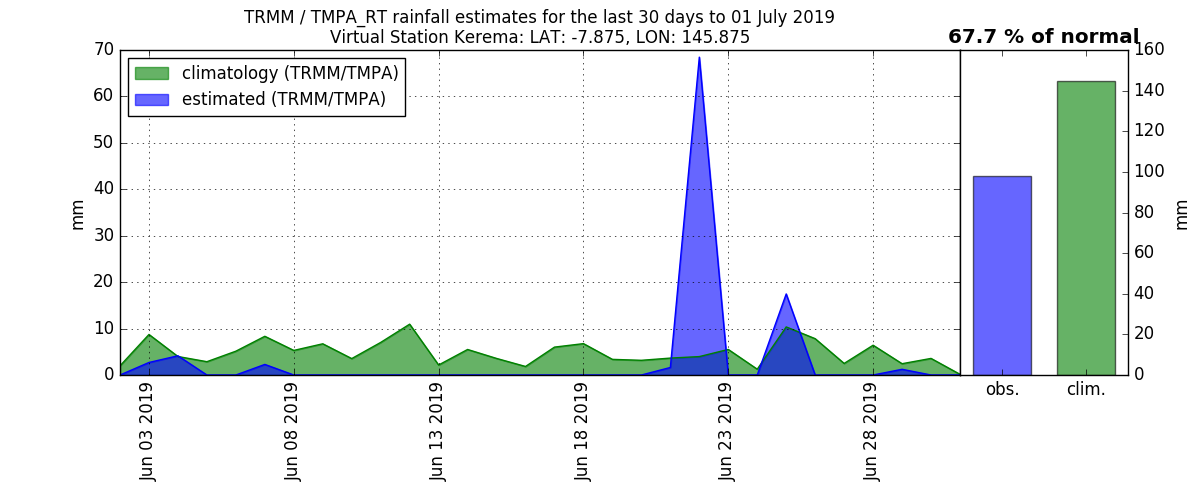 TRMM / TMPA_RT rainfall estimates for the last 30 days to 01 July 2019
Virtual Station Kerema: LAT: -7.875, LON: 145.875
67.7 % of normal
climatology (TRMM/TMPA)
estimated (TRMM/TMPA)
mm
70
60
50
40
30
20
10
0
Jun 03 2019
Jun 08 2019
Jun 13 2019
Jun 18 2019
Jun 23 2019
Jun 28 2019
obs.
clim.
160
140
120
100
80
60
40
20
0
mm